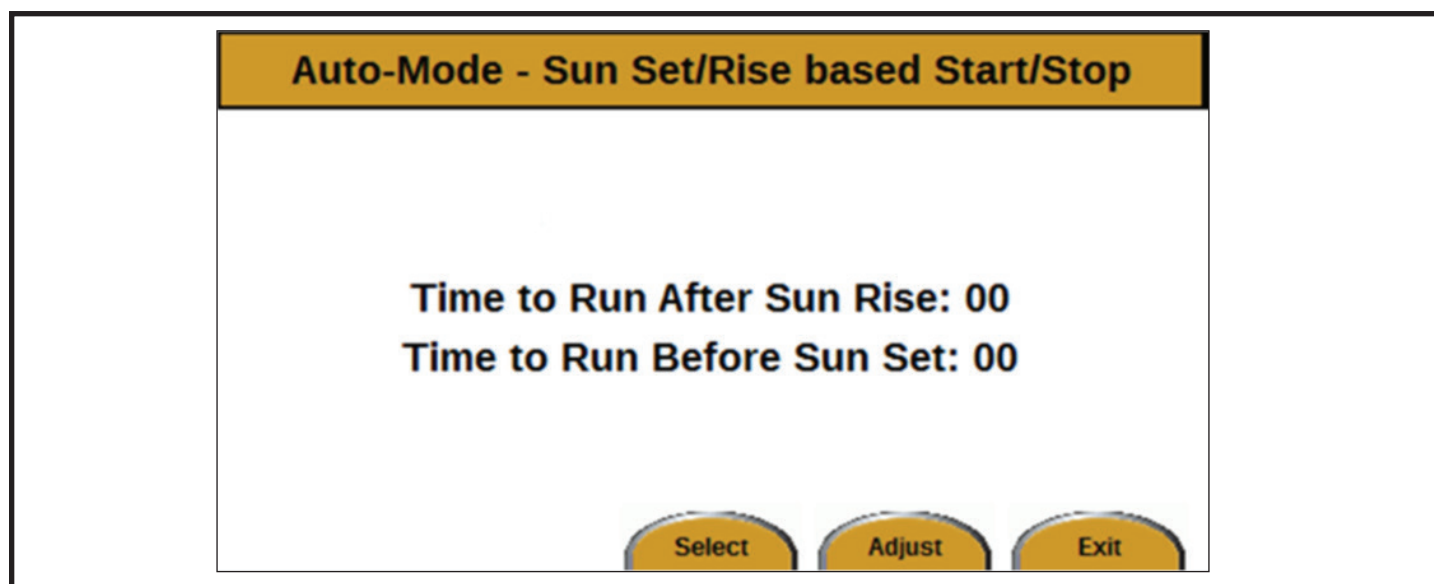 Auto-Mode - Sun Set/Rise based Start/Stop
Time to Run After Sun Rise: 00
Time to Run Before Sun Set: 00
Select Adjust Exit